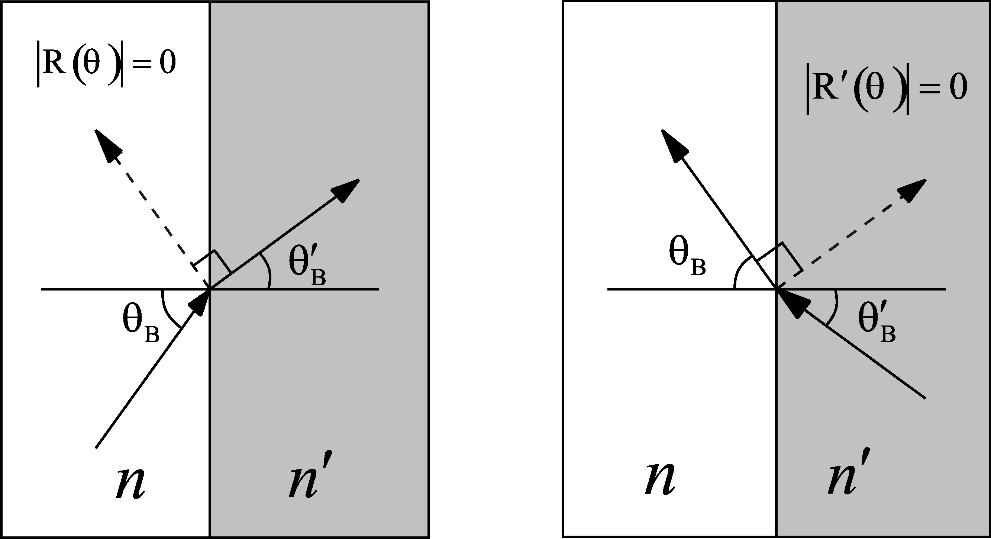 |R(θ)| = 0
θ′B
θB
n n′
|R′(θ)| = 0
θB
θ′B
n n′